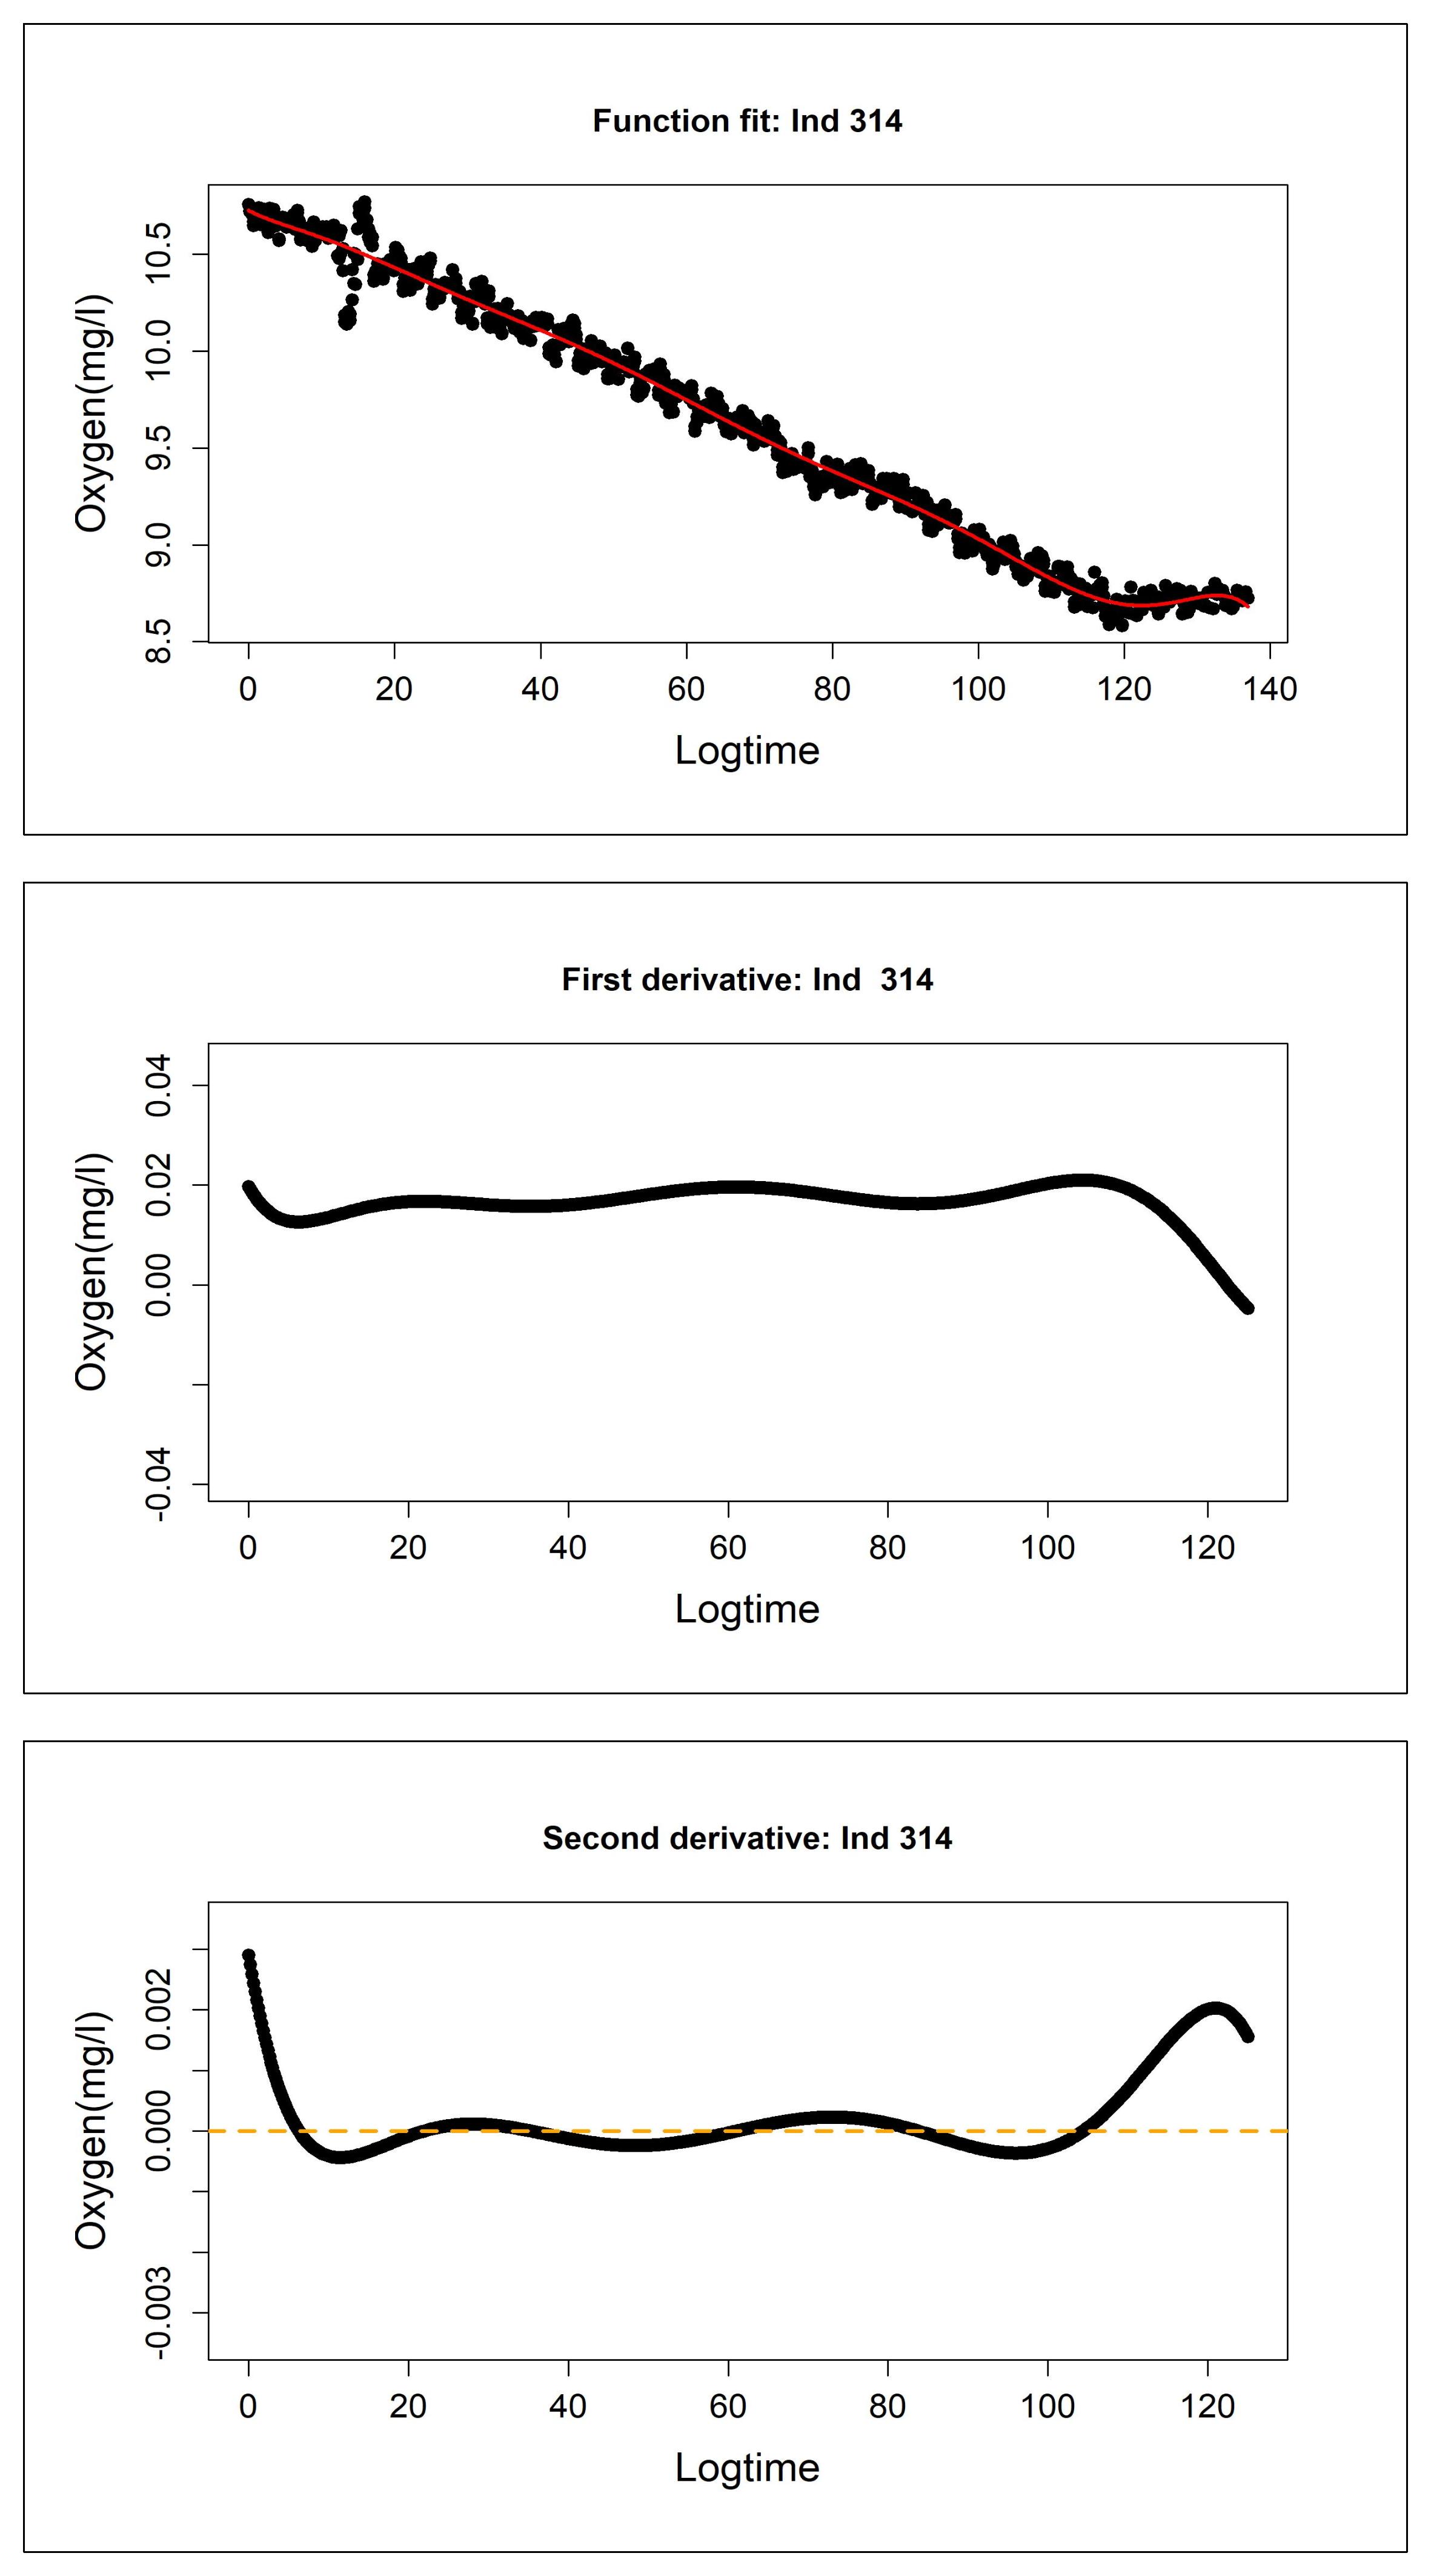 Function fit: Ind 314
Oxygen(mg/l)
10.5
10.0
9.5
9.0
8.5
0 20 40 60 80 100 120 140
Logtime
First derivative: Ind 314
Oxygen(mg/l)
0.04
0.02
0.00
-0.04
0 20 40 60 80 100 120
Logtime
Second derivative: Ind 314
Oxygen(mg/l)
0.002
0.000
-0.003
0 20 40 60 80 100 120
Logtime